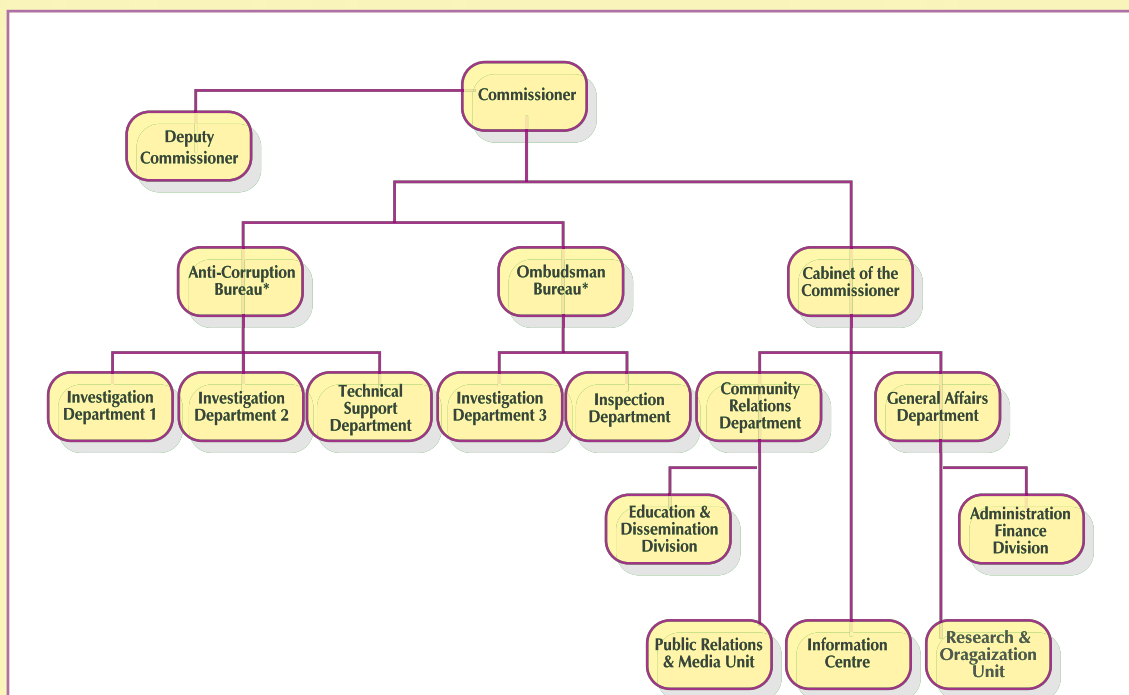 Commissioner
Deputy
Commissioner
Anti-Corruption
Bureau*
Ombudsman
Bureau*
Cabinet of the
Commissioner
Investigation
Department 1
Investigation
Department 2
Technical
Support
Department
Investigation
Department 3
Inspection
Department
Community
Relations
Department
General Affairs
Department
Education &
Dissemination
Division
Administration
Finance
Division
Public Relations
& Media Unit
Information
Centre
Research &
Oragaization
Unit